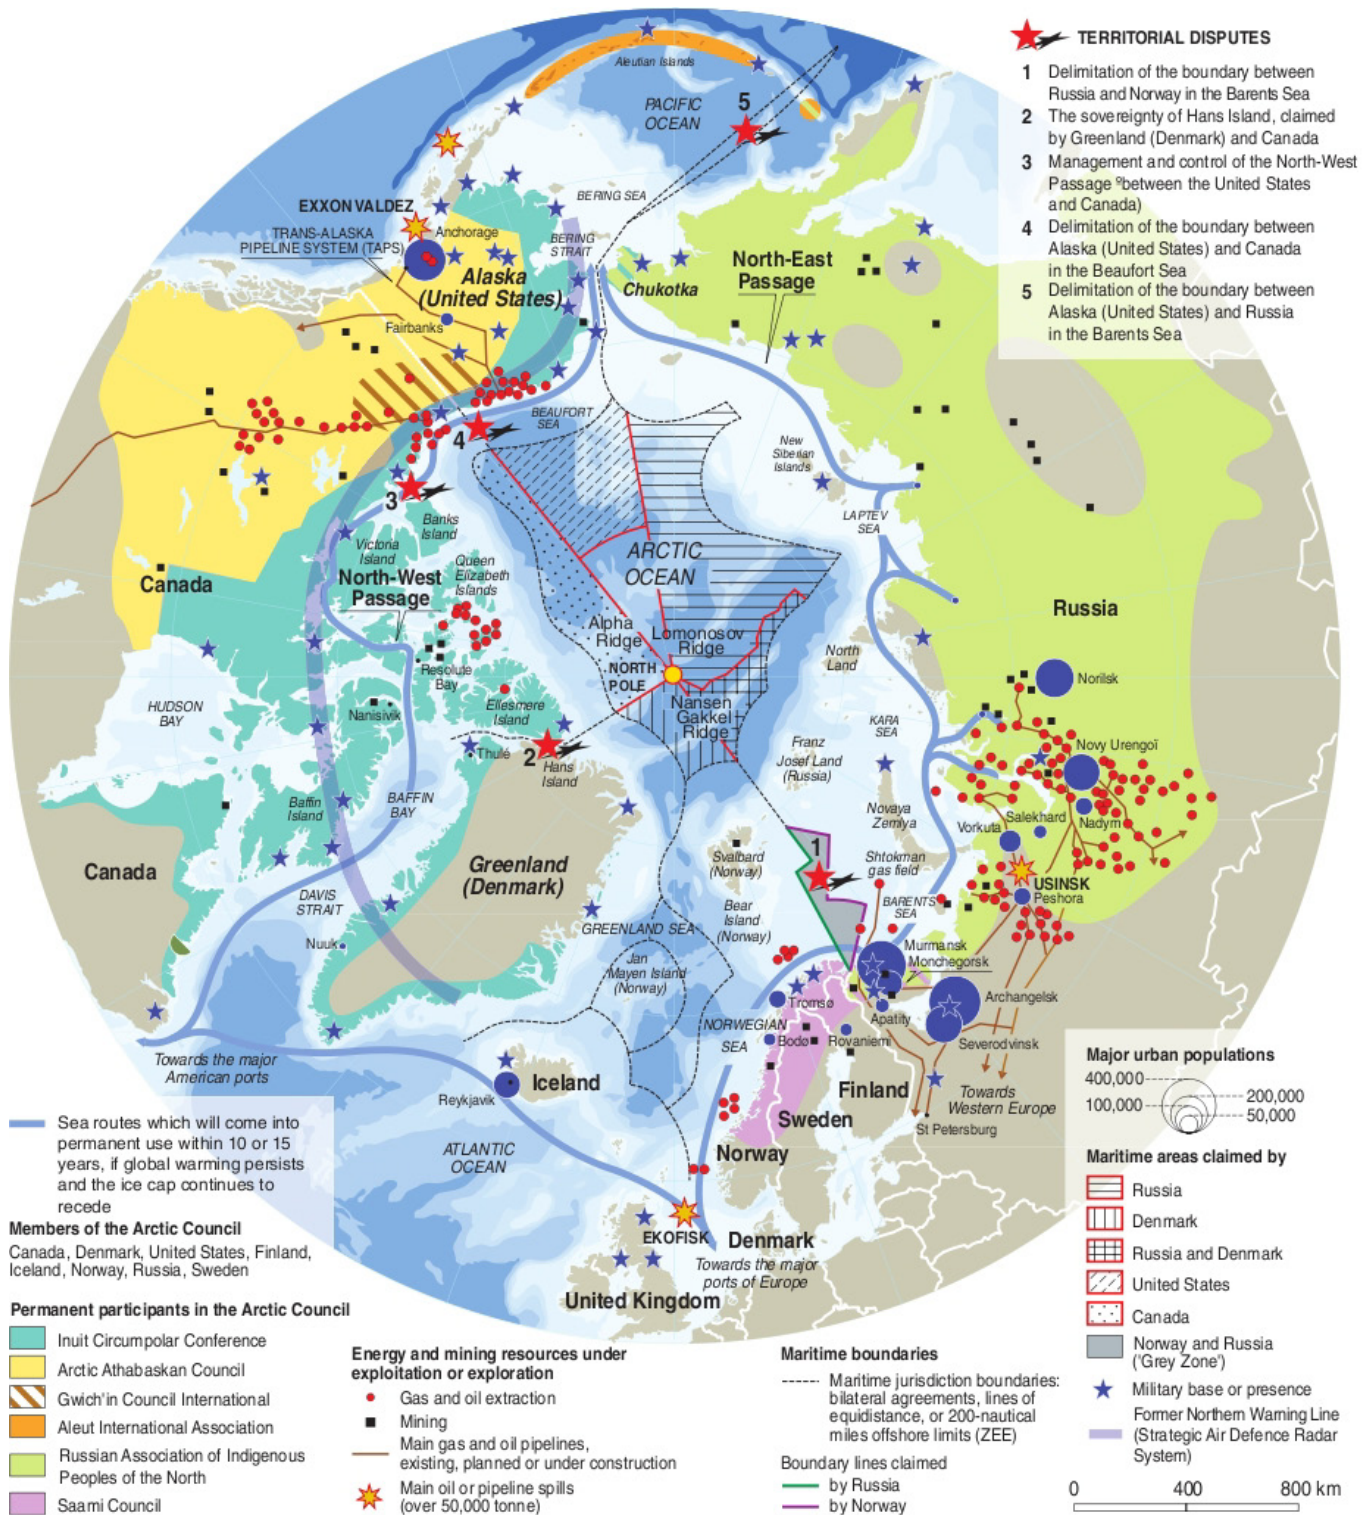 TERRITORIAL DISPUTES
1 Delimitation of the boundary between
Russia and Norway in the Barents Sea
2 The sovereignty of Hans Island, claimed
by Greenland (Denmark) and Canada
3 Management and control of the North-West
Passage ºbetween the United States
and Canada)
4 Delimitation of the boundary between
Alaska (United States) and Canada
in the Beaufort Sea
5 Delimitation of the boundary between
Alaska (United States) and Russia
in the Barents Sea
Aleutian Islands
PACIFIC
OCEAN
5
BERING SEA
EXXON VALDEZ
TRANS-ALASKA
PIPELINE SYSTEM (TAPS)
Anchorage
BERING
STRAIT
Alaska
(United States)
Chukotka
North-East
Passage
Fairbanks
BEAUFORT
SEA
4
New
Siberian
Islands
3
Banks
Island
LAPTEV
SEA
Victoria
Island
Queen
Elizabeth
Islands
ARCTIC
OCEAN
Canada
North-West
Passage
Russia
Alpha
Ridge
Lomonosov
Ridge
NORTH
POLE
North
Land
Resolute
Bay
Norilsk
HUDSON
BAY
Nanisivik
Ellesmere
Island
Nansen
Gakkel
Ridge
KARA
SEA
Thulé
2
Hans
Island
Franz
Josef Land
(Russia)
Novy Urengoï
Baffin
Island
BAFFIN
BAY
Novaya
Zemlya
Salekhard
Nadym
Vorkuta
Canada
Greenland
(Denmark)
Svalbard
(Norway)
1
Shtokman
gas field
USINSK
Peshora
DAVIS
STRAIT
Bear
Island
(Norway)
BARENTS
SEA
GREENLAND SEA
Nuuk
Jan
Mayen Island
(Norway)
Murmansk
Monchegorsk
Tromsø
Archangelsk
Apatity
NORWEGIAN
SEA
Bodø
Rovaniemi
Severodvinsk
Towards the major
American ports
Iceland
Reykjavik
Finland
Towards
Western Europe
Sweden
St Petersburg
ATLANTIC
OCEAN
Norway
EKOFISK
Denmark
Towards the major
ports of Europe
United Kingdom
Sea routes which will come into
permanent use within 10 or 15
years, if global warming persists
and the ice cap continues to
recede
Members of the Arctic Council
Canada, Denmark, United States, Finland,
Iceland, Norway, Russia, Sweden
Permanent participants in the Arctic Council
Inuit Circumpolar Conference
Arctic Athabaskan Council
Gwich'in Council International
Aleut International Association
Russian Association of Indigenous
Peoples of the North
Saami Council
Energy and mining resources under
exploitation or exploration
Gas and oil extraction
Mining
Main gas and oil pipelines,
existing, planned or under construction
Main oil or pipeline spills
(over 50,000 tonne)
Maritime boundaries
Maritime jurisdiction boundaries:
bilateral agreements, lines of
equidistance, or 200-nautical
miles offshore limits (ZEE)
Boundary lines claimed
by Russia
by Norway
Major urban populations
400,000
200,000
100,000
50,000
Maritime areas claimed by
Russia
Denmark
Russia and Denmark
United States
Canada
Norway and Russia
('Grey Zone')
Military base or presence
Former Northern Warning Line
(Strategic Air Defence Radar
System)
0 400 800 km